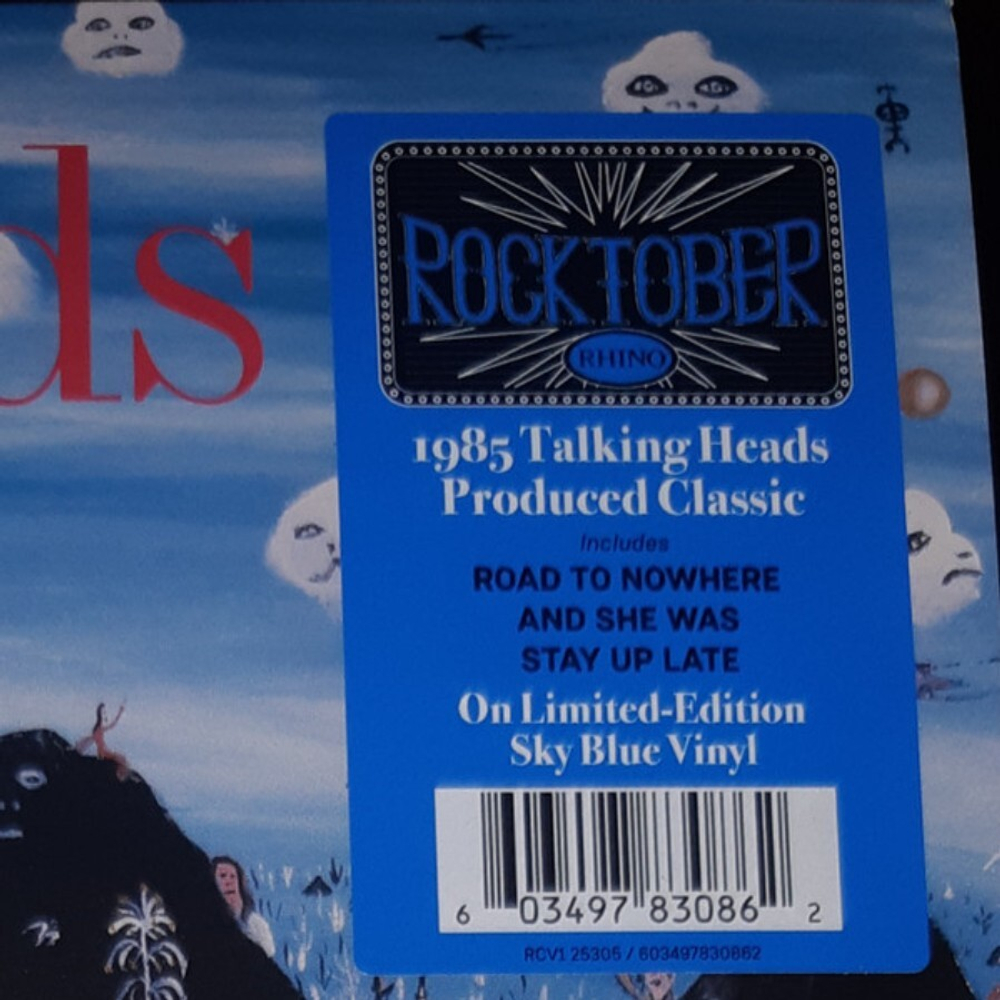 ds
ROCKTOBER
RHINO
1985 Talking Heads
Produced Classic
Includes
ROAD TO NOWHERE
AND SHE WAS
STAY UP LATE
On Limited-Edition
Sky Blue Vinyl
6 03497 83086 2
RCV1 25305 / 603497830862